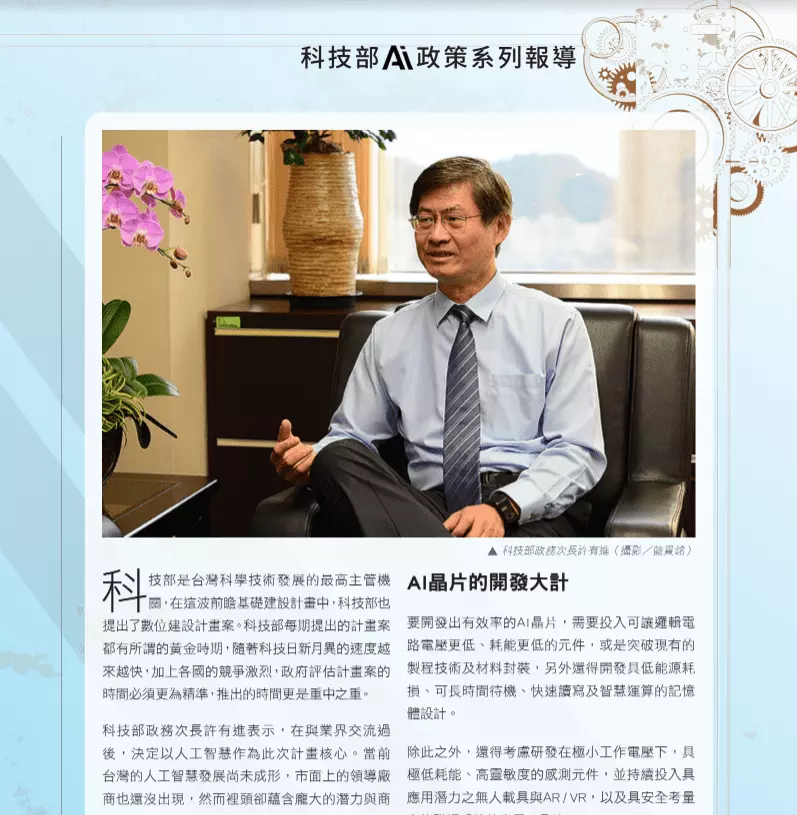 科技部Ai政策系列報導
▲ 科技部政務次長許有進（攝影／
科技部是台灣科學技術發展的最高主管機
關，在這波前瞻基礎建設計畫中，科技部也
提出了數位建設計畫案。科技部每期提出的計畫案
都有所謂的黃金時期，隨著科技日新月異的速度越
來越快，加上各國的競爭激烈，政府評估計畫案的
時間必須更為精準，推出的時間更是重中之重。
科技部政務次長許有進表示，在與業界交流過
後，決定以人工智慧作為此次計畫核心。當前
台灣的人工智慧發展尚未成形，市面上的領導廠
商也還沒出現，然而裡頭卻蘊含龐大的潛力與商
AI晶片的開發大計
要開發出有效率的AI晶片，需要投入可讓邏輯電
路電壓更低、耗能更低的元件，或是突破現有的
製程技術及材料封裝，另外還得開發具低能源耗
損、可長時間待機、快速讀寫及智慧運算的記憶
體設計。
除此之外，還得考慮研發在極小工作電壓下，具
極低耗能、高靈敏度的感測元件，並持續投入具
應用潛力之無人載具與AR / VR，以及具安全考量